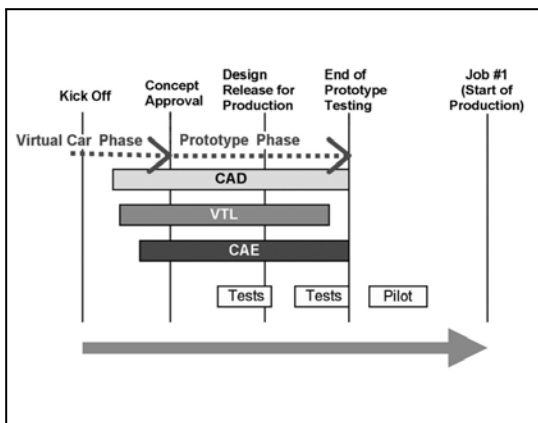 Kick Off
Concept
Approval
Design
Release for
Production
End of
Prototype
Testing
Job #1
(Start of
Production)
Virtual Car Phase
Prototype Phase
CAD
VTL
CAE
Tests
Tests
Pilot